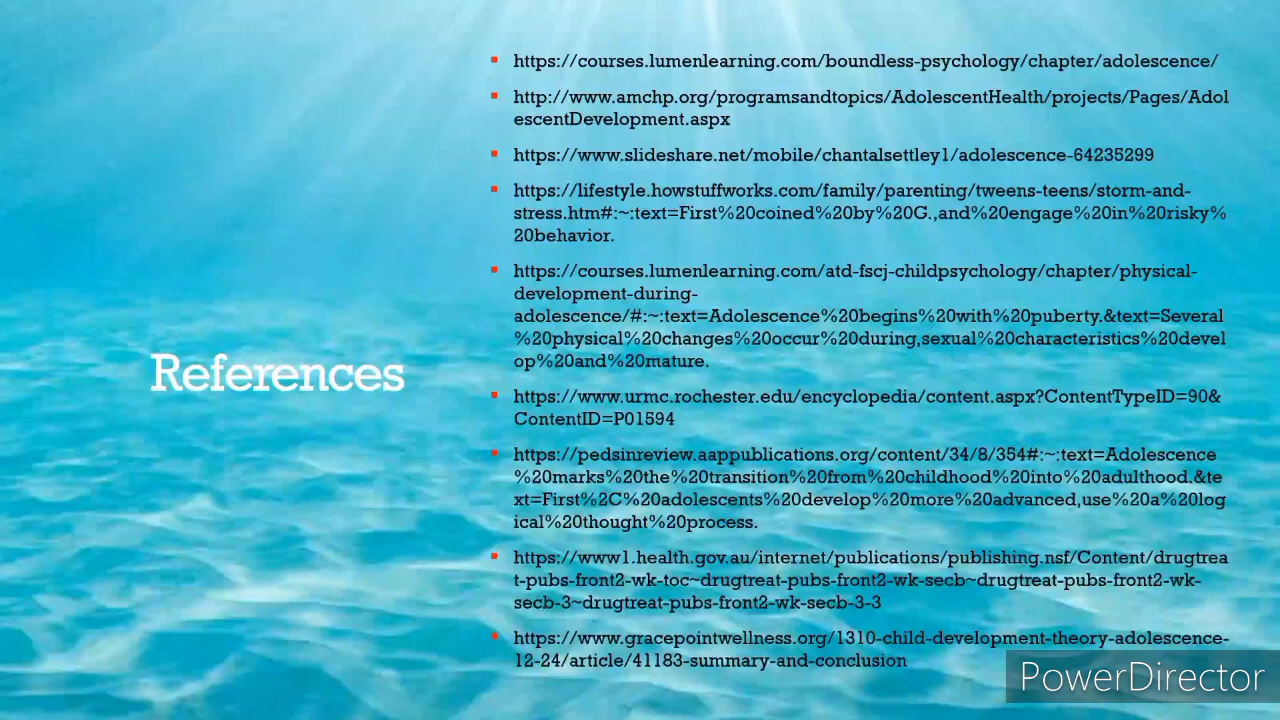 https://courses.lumenlearning.com/boundless-psychology/chapter/adolescence/
http://www.amchp.org/programsandtopics/AdolescentHealth/projects/Pages/Adol
escentDevelopment.aspx
https://www.slideshare.net/mobile/chantalsettley1/adolescence-64235299
https://lifestyle.howstuffworks.com/family/parenting/tweens-teens/storm-and-
stress.htm#:~:text=First%20coined%20by%20G.,and%20engage%20in%20risky%
20behavior.
https://courses.lumenlearning.com/atd-fscj-childpsychology/chapter/physical-
development-during-
adolescence/#:~:text=Adolescence%20begins%20with%20puberty.&text=Several
%20physical%20changes%20occur%20during,sexual%20characteristics%20devel
op%20and%20mature.
References
https://www.urmc.rochester.edu/encyclopedia/content.aspx?ContentTypeID=90&
ContentID=P01594
https://pedsinreview.aappublications.org/content/34/8/354#:~:text=Adolescence
%20marks%20the%20transition%20from%20childhood%20into%20adulthood.&te
xt=First%2C%20adolescents%20develop%20more%20advanced,use%20a%20log
ical%20thought%20process.
https://www1.health.gov.au/internet/publications/publishing.nsf/Content/drugtrea
t-pubs-front2-wk-toc~drugtreat-pubs-front2-wk-secb~drugtreat-pubs-front2-wk-
secb-3~drugtreat-pubs-front2-wk-secb-3-3
https://www.gracepointwellness.org/1310-child-development-theory-adolescence-
12-24/article/41183-summary-and-conclusion
PowerDirector